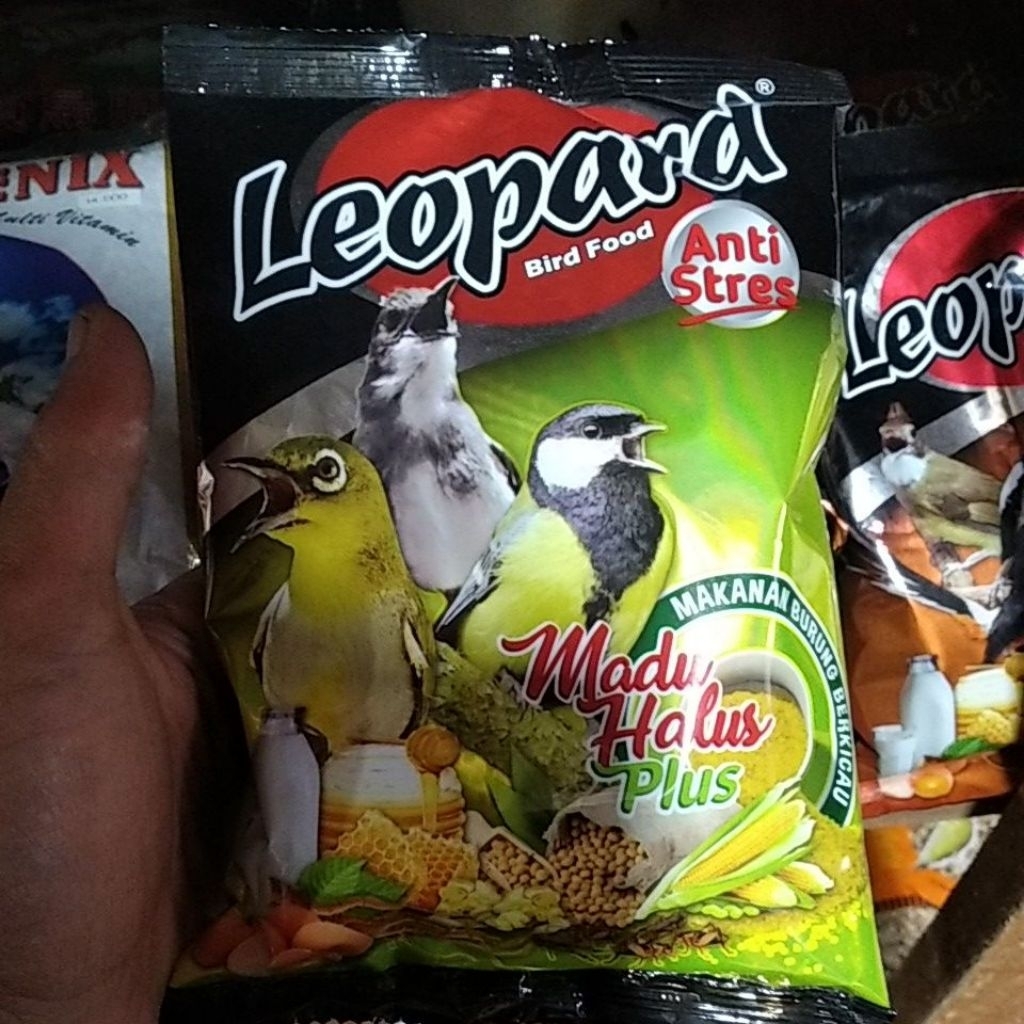 Leopard®
Bird Food
Anti
Stres
MAKANAN BURUNG BERKICAU
Madu
Halus
Plus
ENIX
Multi Vitamin
Leop